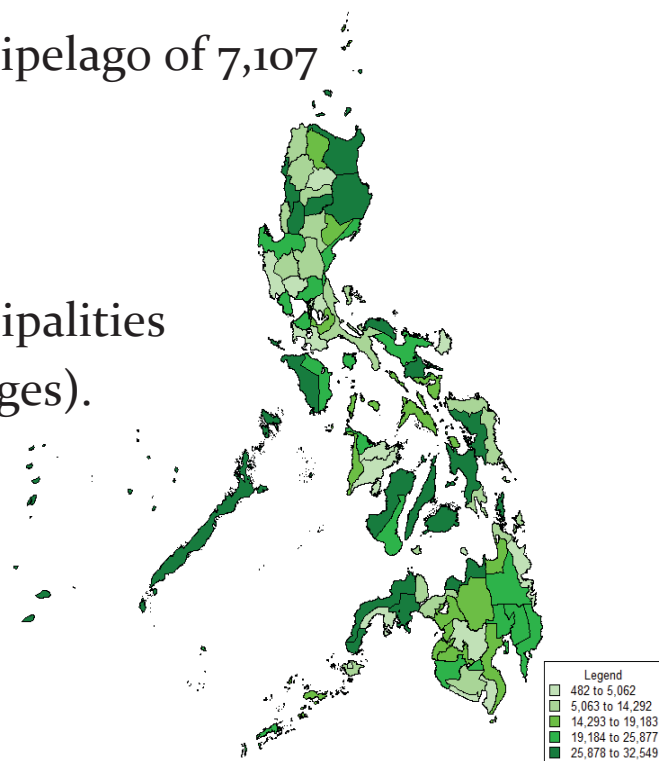 ipelago of 7,107
ipalities
ges).
Legend
482 to 5,062
5,063 to 14,292
14,293 to 19,183
19,184 to 25,877
25,878 to 32,549